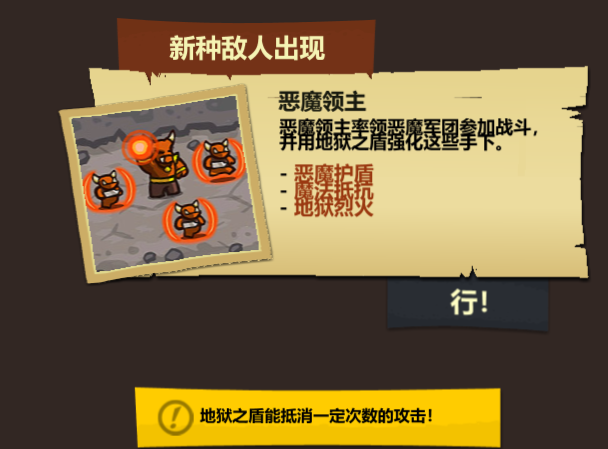 新种敌人出现
恶魔领主
恶魔领主率领恶魔军团参加战斗，
并用地狱之盾强化这些手下。
- 恶魔护盾
- 魔法抵抗
- 地狱烈火
行！
地狱之盾能抵消一定次数的攻击！